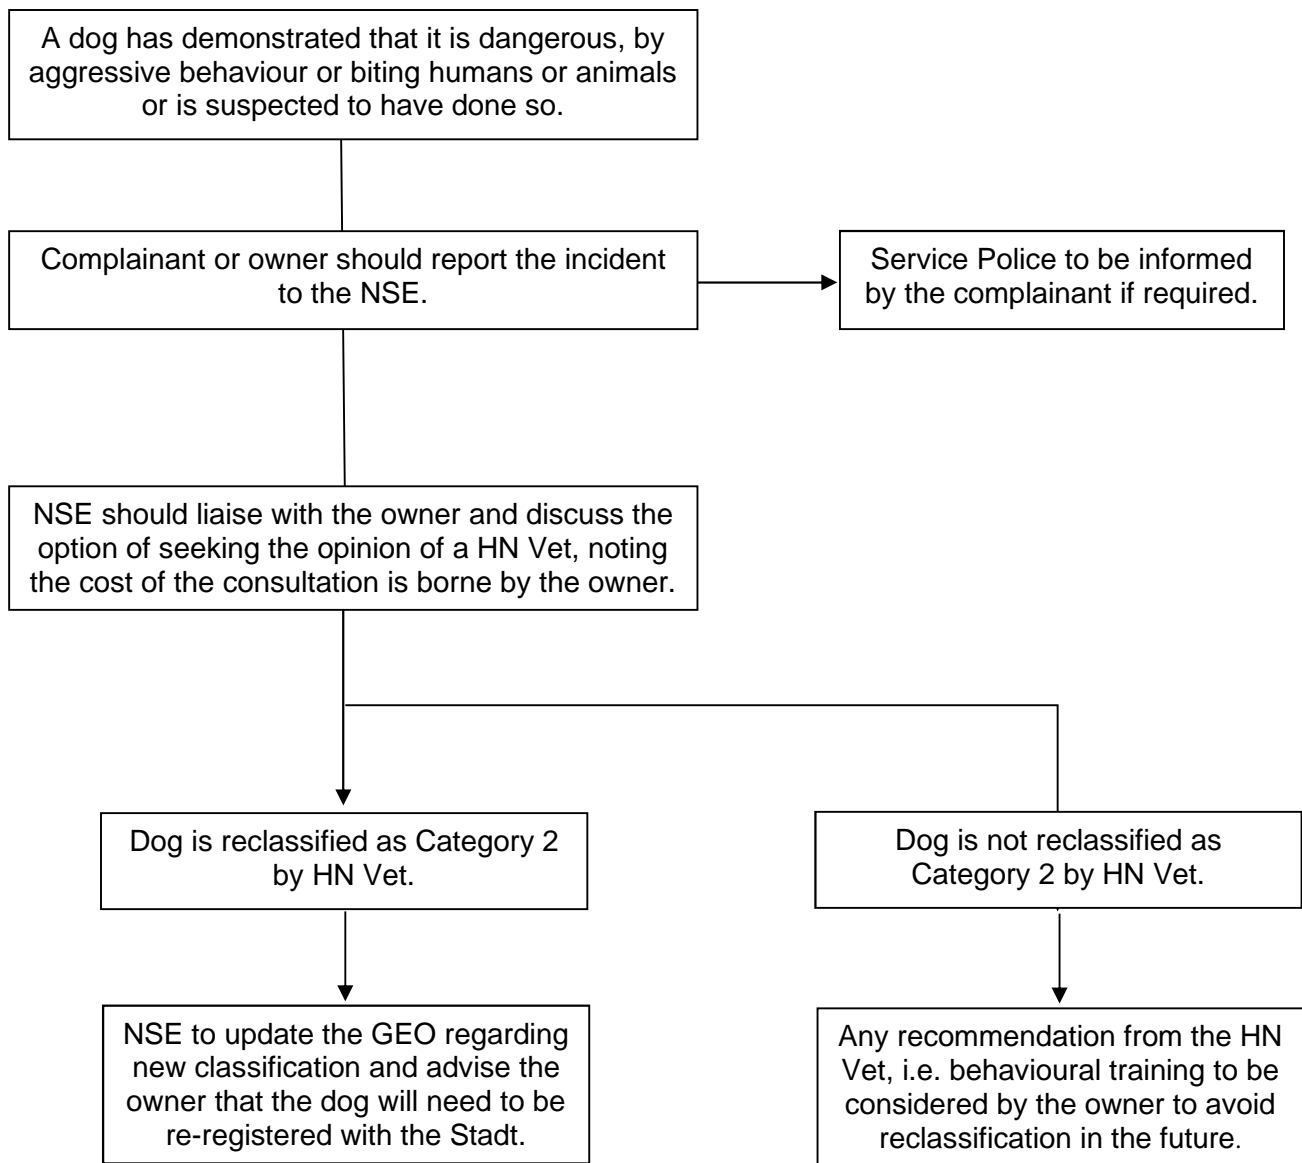 A dog has demonstrated that it is dangerous, by
aggressive behaviour or biting humans or animals
or is suspected to have done so.
Complainant or owner should report the incident
to the NSE.
Service Police to be informed
by the complainant if required.
NSE should liaise with the owner and discuss the
option of seeking the opinion of a HN Vet, noting
the cost of the consultation is borne by the owner.
Dog is reclassified as Category 2
by HN Vet.
Dog is not reclassified as
Category 2 by HN Vet.
NSE to update the GEO regarding
new classification and advise the
owner that the dog will need to be
re-registered with the Stadt.
Any recommendation from the HN
Vet, i.e. behavioural training to be
considered by the owner to avoid
reclassification in the future.